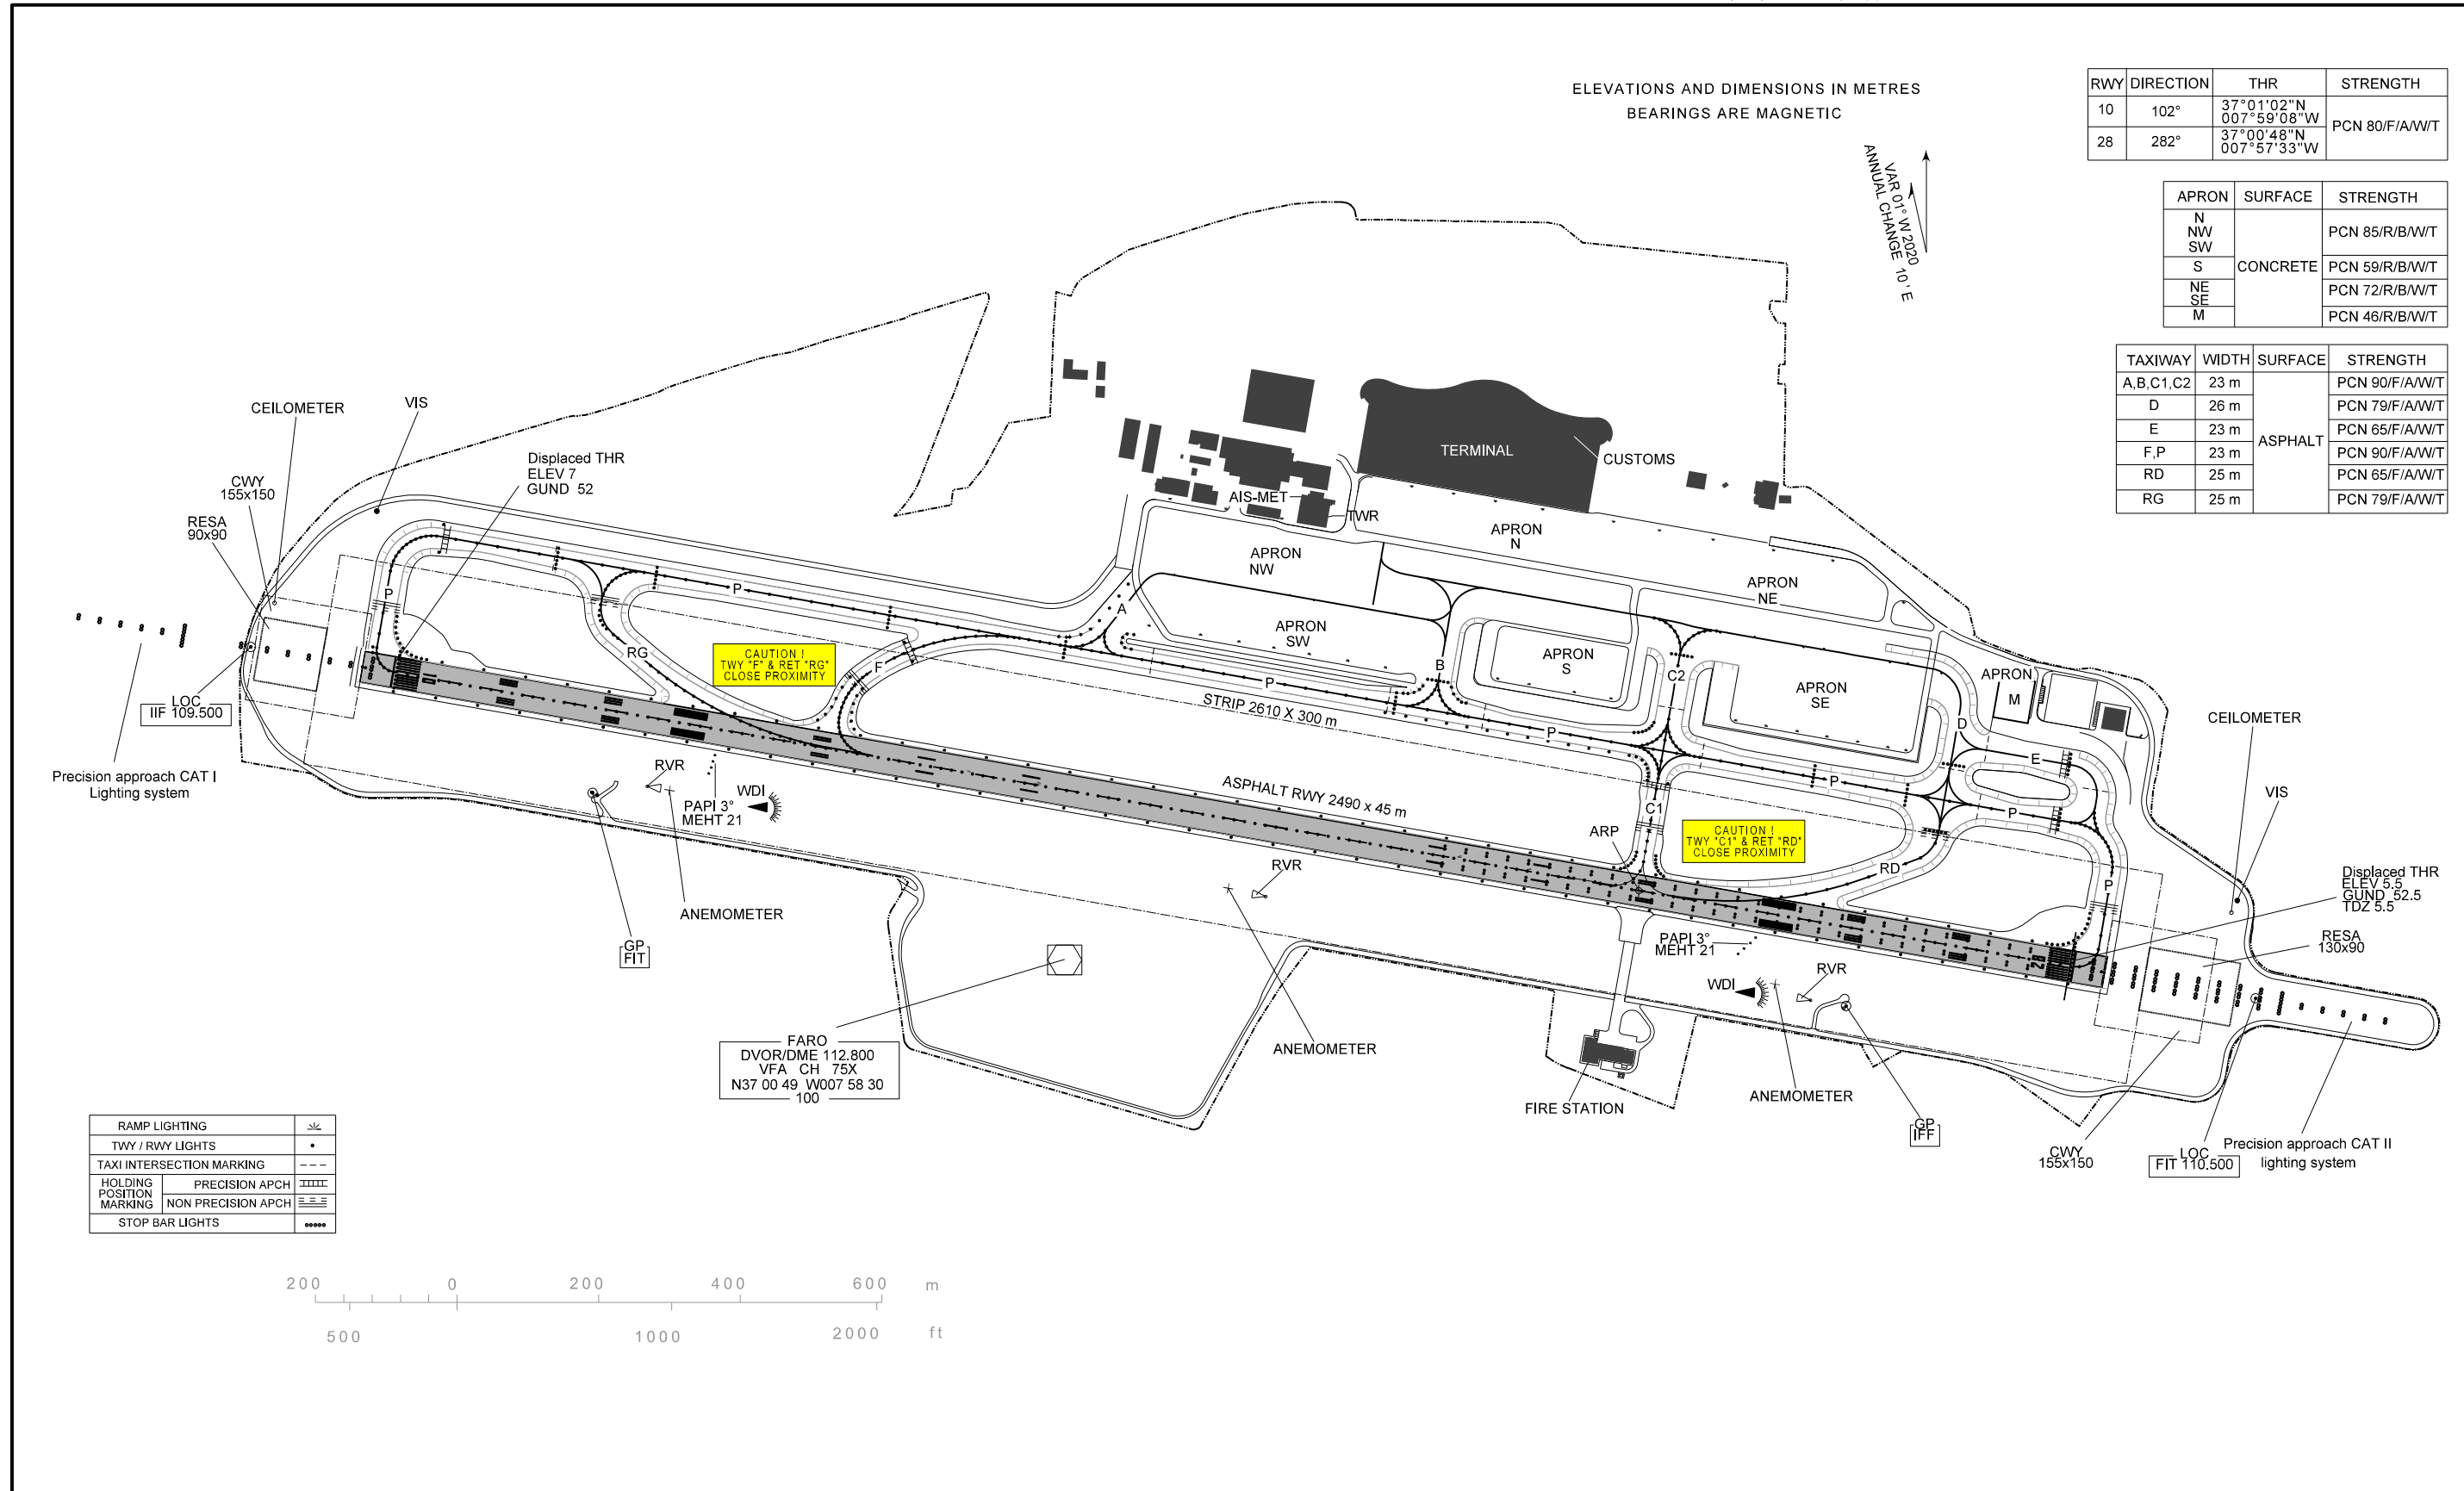 ELEVATIONS AND DIMENSIONS IN METRES
BEARINGS ARE MAGNETIC
VAR 01° W 2020
ANNUAL CHANGE 10' E
RWY DIRECTION THR STRENGTH
10 102° 37°01'02"N 007°59'08"W PCN 80/F/A/W/T
28 282° 37°00'48"N 007°57'33"W
APRON SURFACE STRENGTH
N
NW
SW
PCN 85/R/B/W/T
S CONCRETE PCN 59/R/B/W/T
NE
SE
PCN 72/R/B/W/T
M PCN 46/R/B/W/T
TAXIWAY WIDTH SURFACE STRENGTH
A,B,C1,C2 23 m PCN 90/F/A/W/T
D 26 m PCN 79/F/A/W/T
E 23 m PCN 65/F/A/W/T
ASPHALT
F,P 23 m PCN 90/F/A/W/T
RD 25 m PCN 65/F/A/W/T
RG 25 m PCN 79/F/A/W/T
CEILOMETER
VIS
CWY
155x150
RESA
90x90
Displaced THR
ELEV 7
GUND 52
LOC
IIF 109.500
Precision approach CAT I
Lighting system
TERMINAL
CUSTOMS
AIS-MET
TWR
APRON
N
APRON
NW
APRON
NE
APRON
SW
APRON
S
APRON
SE
APRON
M
P
P
A
RG
F
CAUTION !
TWY "F" & RET "RG"
CLOSE PROXIMITY
P
B
C2
P
D
E
P
P
C1
P
RD
10
28
STRIP 2610 X 300 m
ASPHALT RWY 2490 x 45 m
ARP
CAUTION !
TWY "C1" & RET "RD"
CLOSE PROXIMITY
RVR
PAPI 3°
MEHT 21
WDI
ANEMOMETER
GP
FIT
RVR
ANEMOMETER
FARO
DVOR/DME 112.800
VFA CH 75X
N37 00 49 W007 58 30
100
PAPI 3°
MEHT 21
WDI
RVR
FIRE STATION
ANEMOMETER
GP
IFF
CEILOMETER
VIS
Displaced THR
ELEV 5.5
GUND 52.5
TDZ 5.5
RESA
130x90
CWY
155x150
LOC
FIT 110.500
Precision approach CAT II
lighting system
RAMP LIGHTING
TWY / RWY LIGHTS
TAXI INTERSECTION MARKING
HOLDING
POSITION
MARKING
PRECISION APCH
NON PRECISION APCH
STOP BAR LIGHTS
200 0 200 400 600 m
500 1000 2000 ft